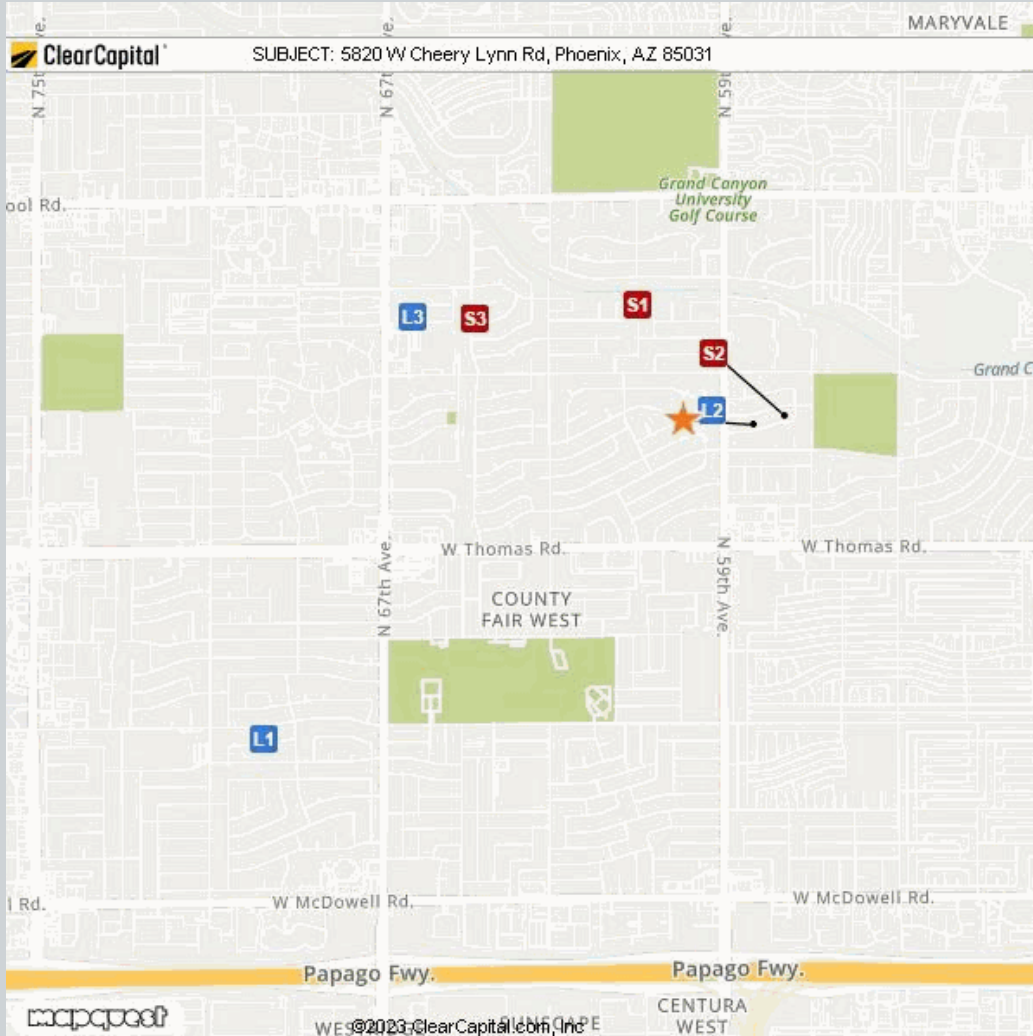 MARYVALE
ClearCapital
SUBJECT: 5820 W Cheery Lynn Rd, Phoenix, AZ 85031
N 75th
N 67th
Grand Canyon
University
Golf Course
Rd.
L3
S3
S1
S2
Grand C
L2
W Thomas Rd.
W Thomas Rd.
N 67th Ave.
N 59th Ave.
COUNTY
FAIR WEST
L1
Rd.
W McDowell Rd.
W McDowell Rd.
Papago Fwy.
Papago Fwy.
mapquest
©2023 ClearCapital.com, Inc
CENTURA
WEST